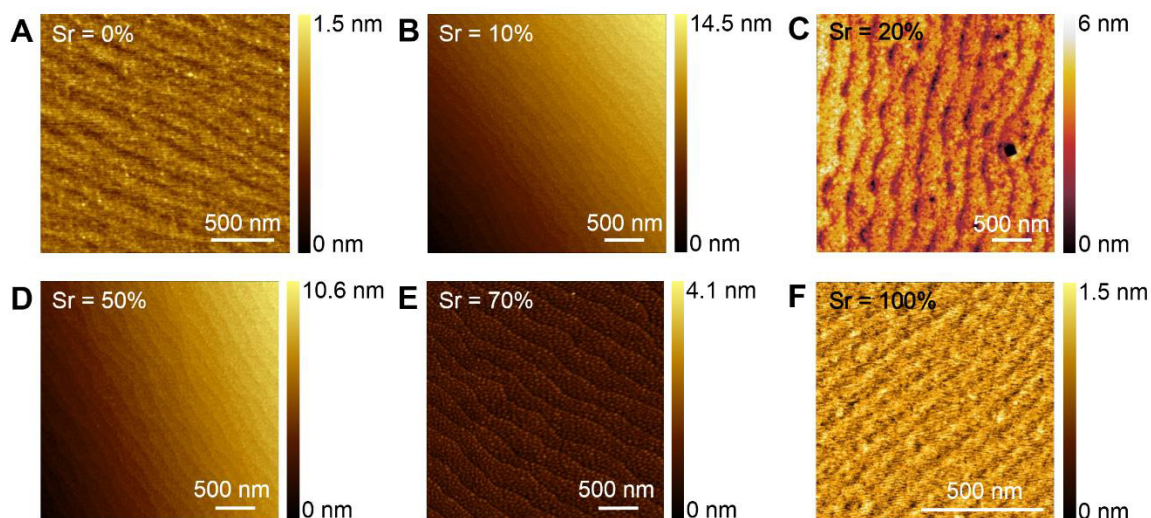 A
Sr = 0%
1.5 nm
500 nm
0 nm
B
Sr = 10%
14.5 nm
500 nm
0 nm
C
Sr = 20%
6 nm
500 nm
0 nm
D
Sr = 50%
10.6 nm
500 nm
0 nm
E
Sr = 70%
4.1 nm
500 nm
0 nm
F
Sr = 100%
1.5 nm
500 nm
0 nm